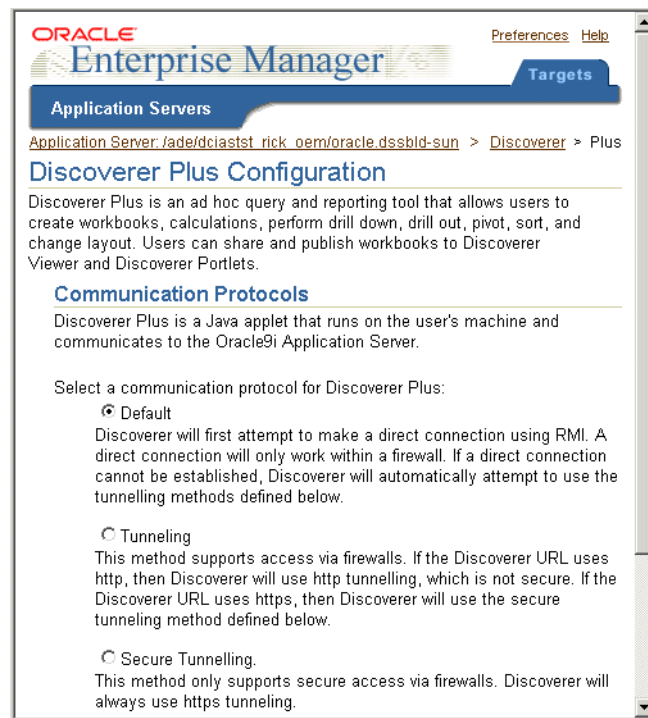 ORACLE
Enterprise Manager
Preferences Help
Targets
Application Servers
Application Server: /ade/dciastst_rick_oem/oracle.dssbld-sun > Discoverer > Plus
Discoverer Plus Configuration
Discoverer Plus is an ad hoc query and reporting tool that allows users to
create workbooks, calculations, perform drill down, drill out, pivot, sort, and
change layout. Users can share and publish workbooks to Discoverer
Viewer and Discoverer Portlets.
Communication Protocols
Discoverer Plus is a Java applet that runs on the user's machine and
communicates to the Oracle9i Application Server.
Select a communication protocol for Discoverer Plus:
Default
Discoverer will first attempt to make a direct connection using RMI. A
direct connection will only work within a firewall. If a direct connection
cannot be established, Discoverer will automatically attempt to use the
tunnelling methods defined below.
Tunneling
This method supports access via firewalls. If the Discoverer URL uses
http, then Discoverer will use http tunnelling, which is not secure. If the
Discoverer URL uses https, then Discoverer will use the secure
tunneling method defined below.
Secure Tunnelling.
This method only supports secure access via firewalls. Discoverer will
always use https tunneling.